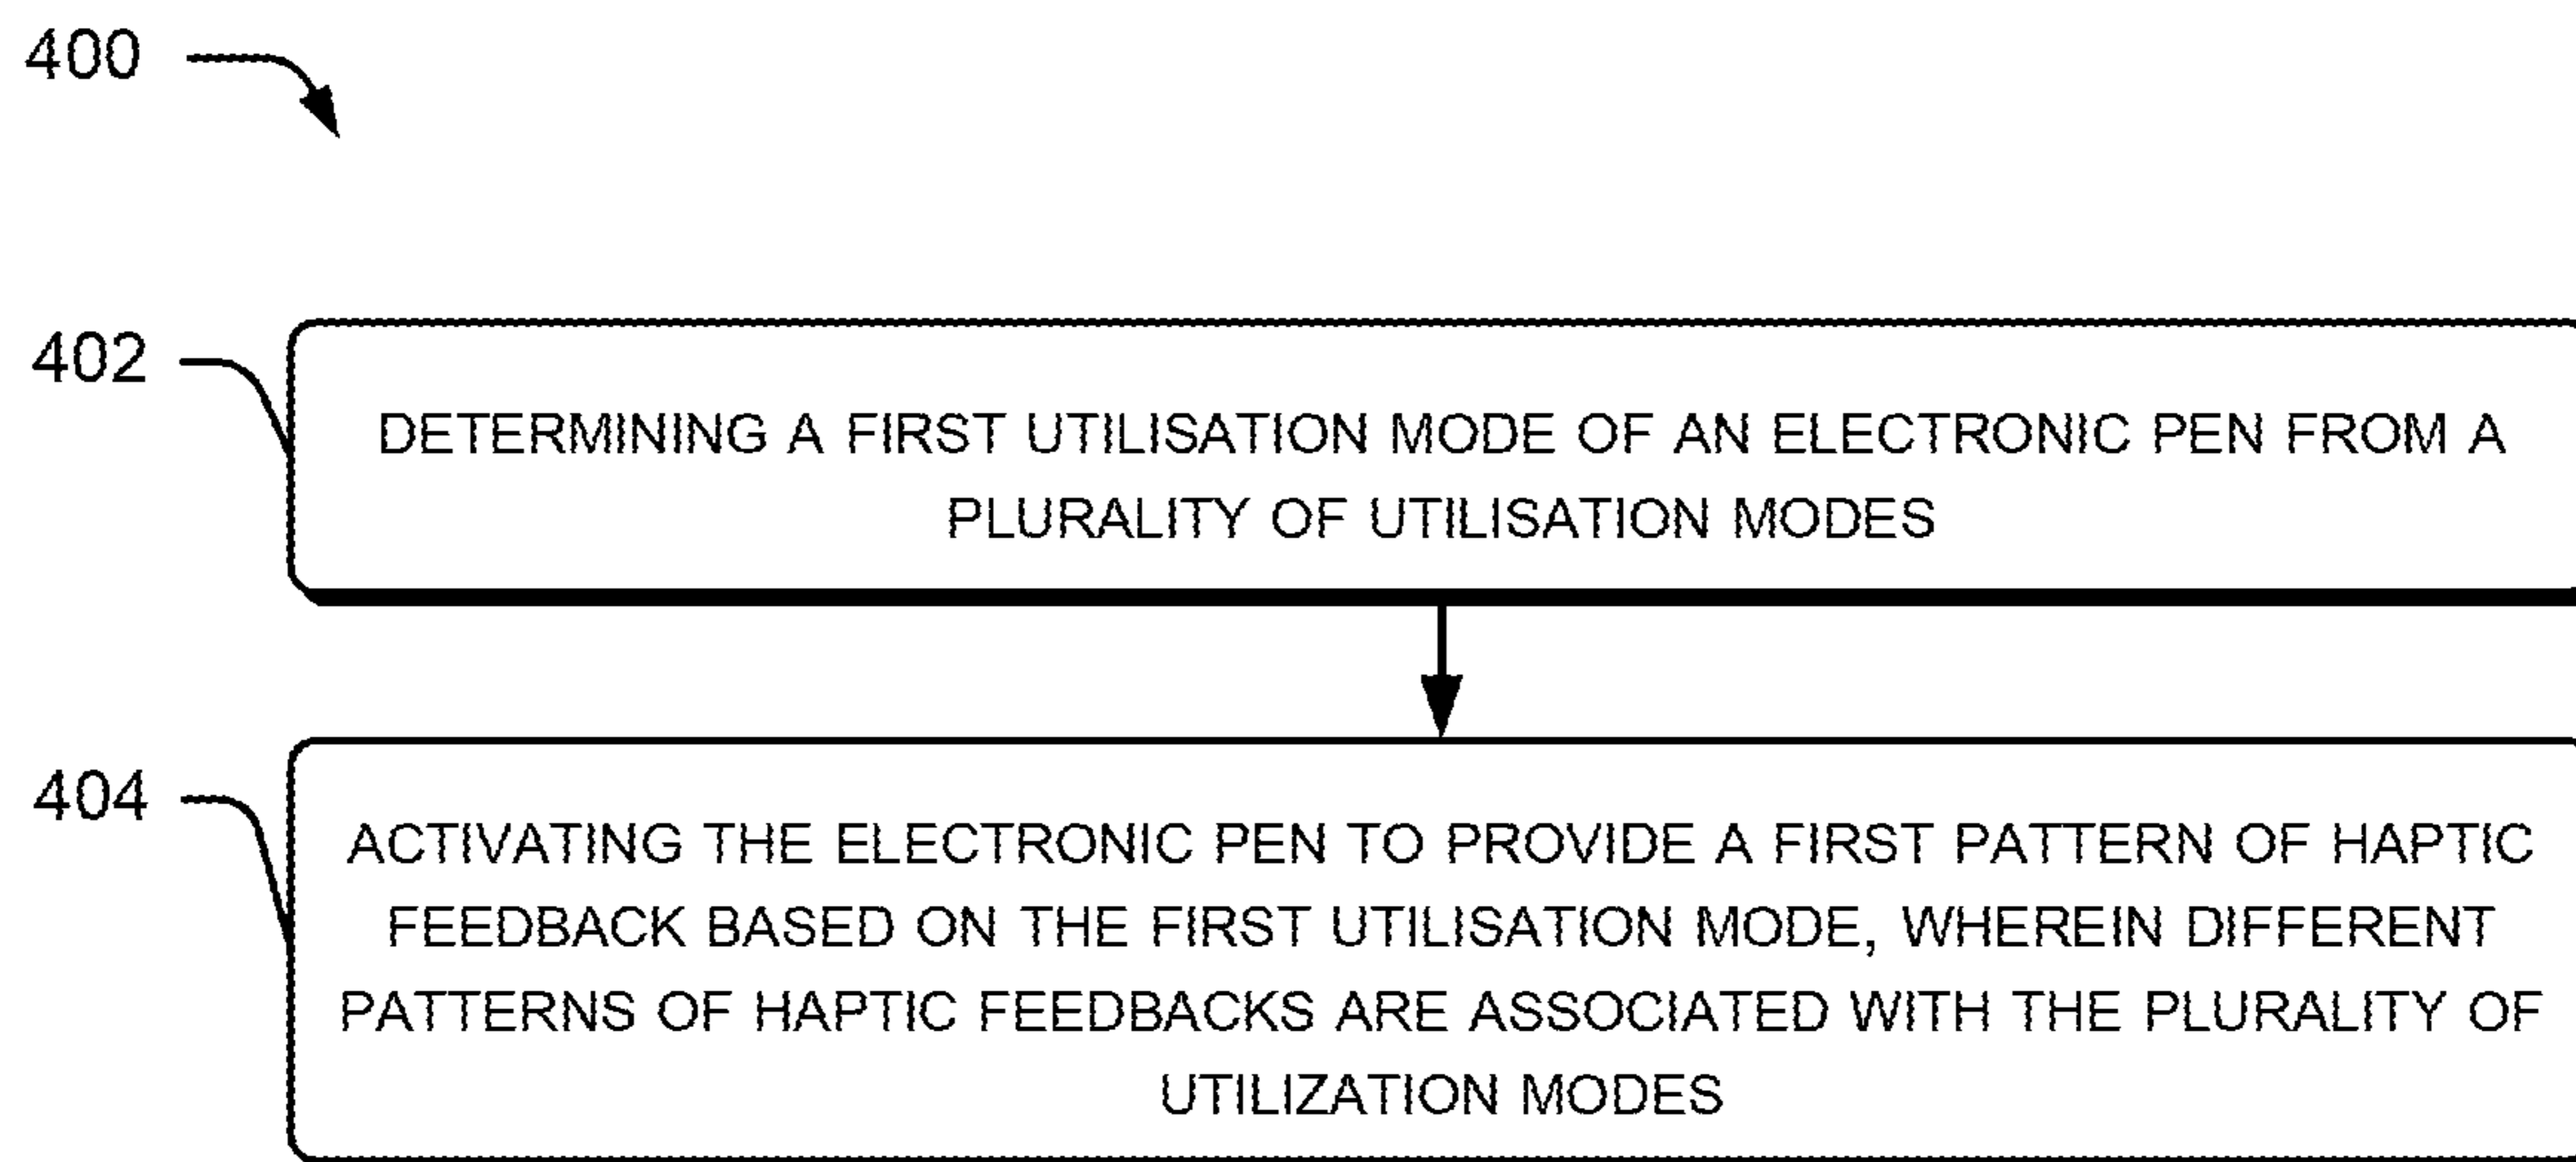 400
402
DETERMINING A FIRST UTILISATION MODE OF AN ELECTRONIC PEN FROM A
PLURALITY OF UTILISATION MODES
404
ACTIVATING THE ELECTRONIC PEN TO PROVIDE A FIRST PATTERN OF HAPTIC
FEEDBACK BASED ON THE FIRST UTILISATION MODE, WHEREIN DIFFERENT
PATTERNS OF HAPTIC FEEDBACKS ARE ASSOCIATED WITH THE PLURALITY OF
UTILIZATION MODES